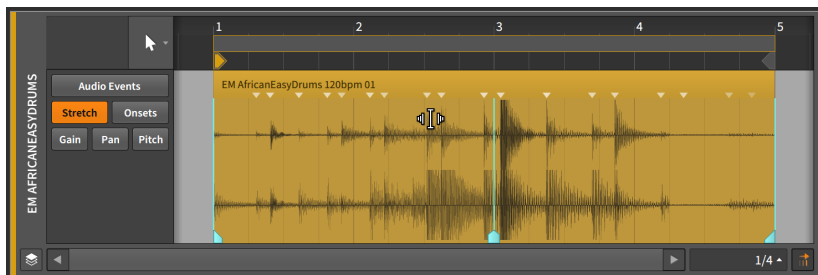 1 2 3 4 5
EM AFRICANEASYDRUMS
Audio Events
EM AfricanEasyDrums 120bpm 01
Stretch Onsets
Gain Pan Pitch
1/4